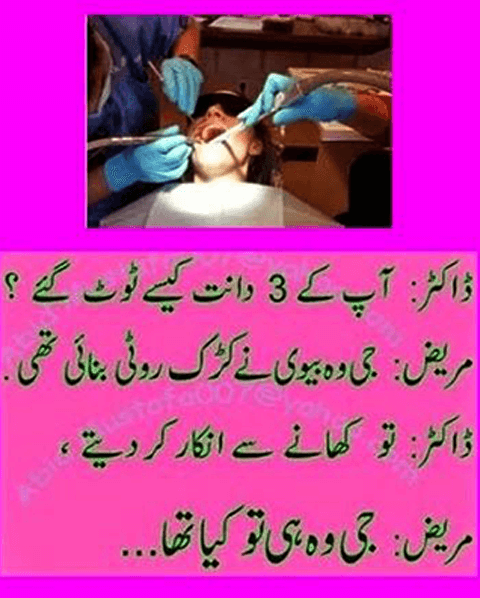 ڈاکٹر: آپ کے 3 دانت کیسے ٹوٹ گئے ؟
مریض: جی وہ بیوی نے کڑک روٹی بنائی تھی.
ڈاکٹر: تو کھانے سے انکار کر دیتے ،
مریض: جی وہ ہی تو کیا تھا...